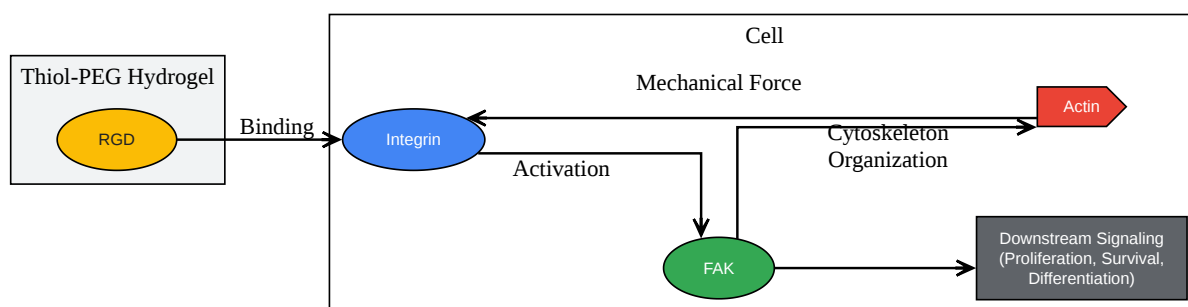 Cell
Thiol-PEG Hydrogel
Mechanical Force
Actin
RGD
Binding
Integrin
Cytoskeleton
Organization
Activation
Downstream Signaling
(Proliferation, Survival,
Differentiation)
FAK